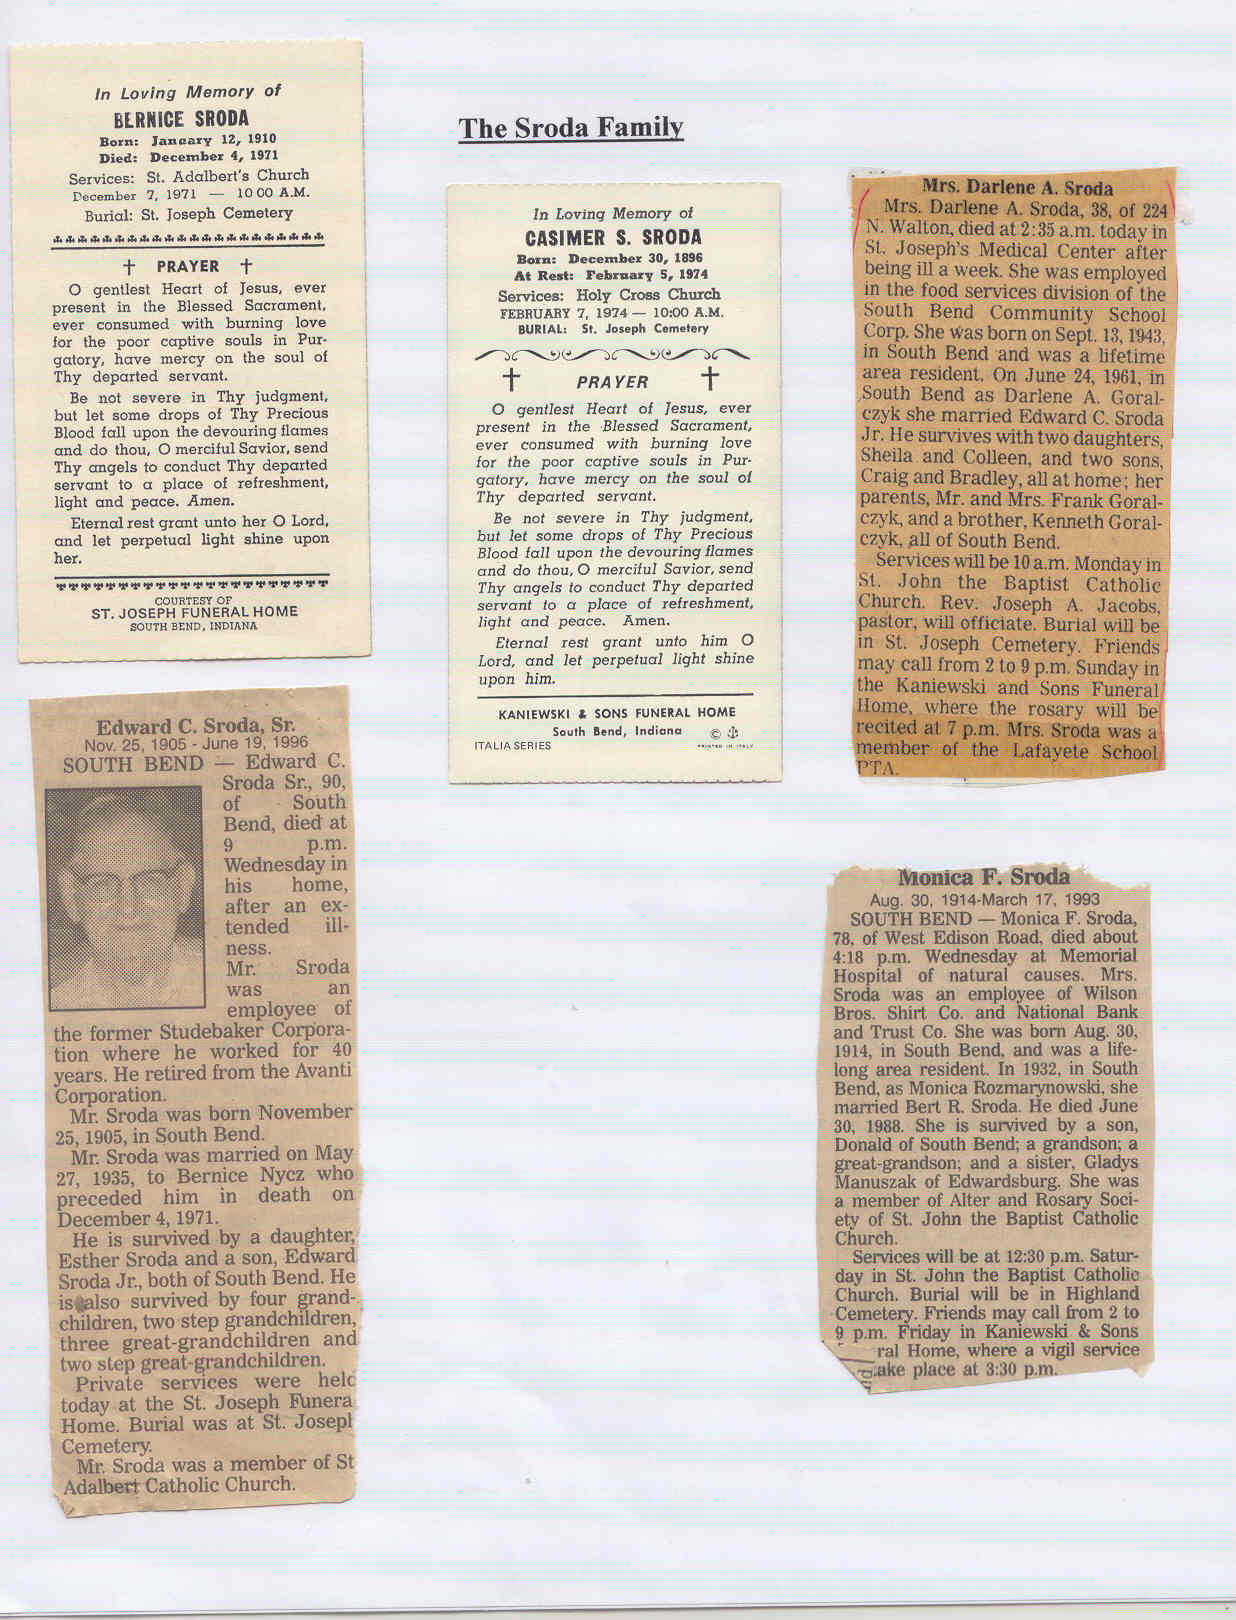 In Loving Memory of
BERNICE SRODA
Born: January 12, 1910
Died: December 4, 1971
Services: St. Adalbert's Church
December 7, 1971 — 10 00 A.M.
Burial: St. Joseph Cemetery
PRAYER
O gentlest Heart of Jesus, ever
present in the Blessed Sacrament,
ever consumed with burning love
for the poor captive souls in Pur-
gatory, have mercy on the soul of
Thy departed servant.
Be not severe in Thy judgment,
but let some drops of Thy Precious
Blood fall upon the devouring flames
and do thou, O merciful Savior, send
Thy angels to conduct Thy departed
servant to a place of refreshment,
light and peace. Amen.
Eternal rest grant unto her O Lord,
and let perpetual light shine upon
her.
COURTESY OF
ST. JOSEPH FUNERAL HOME
SOUTH BEND, INDIANA
The Sroda Family
In Loving Memory of
CASIMER S. SRODA
Born: December 30, 1896
At Rest: February 5, 1974
Services: Holy Cross Church
FEBRUARY 7, 1974 — 10:00 A.M.
BURIAL: St. Joseph Cemetery
PRAYER
O gentlest Heart of Jesus, ever
present in the Blessed Sacrament,
ever consumed with burning love
for the poor captive souls in Pur-
gatory, have mercy on the soul of
Thy departed servant.
Be not severe in Thy judgment,
but let some drops of Thy Precious
Blood fall upon the devouring flames
and do thou, O merciful Savior, send
Thy angels to conduct Thy departed
servant to a place of refreshment,
light and peace. Amen.
Eternal rest grant unto him O
Lord, and let perpetual light shine
upon him.
KANIEWSKI & SONS FUNERAL HOME
South Bend, Indiana ©
ITALIA SERIES PRINTED IN ITALY
Mrs. Darlene A. Sroda
Mrs. Darlene A. Sroda, 38, of 224
N. Walton, died at 2:35 a.m. today in
St. Joseph's Medical Center after
being ill a week. She was employed
in the food services division of the
South Bend Community School
Corp. She was born on Sept. 13, 1943,
in South Bend and was a lifetime
area resident. On June 24, 1961, in
South Bend as Darlene A. Goral-
czyk she married Edward C. Sroda
Jr. He survives with two daughters,
Sheila and Colleen, and two sons,
Craig and Bradley, all at home; her
parents, Mr. and Mrs. Frank Goral-
czyk, and a brother, Kenneth Goral-
czyk, all of South Bend.
Services will be 10 a.m. Monday in
St. John the Baptist Catholic
Church. Rev. Joseph A. Jacobs,
pastor, will officiate. Burial will be
in St. Joseph Cemetery. Friends
may call from 2 to 9 p.m. Sunday in
the Kaniewski and Sons Funeral
Home, where the rosary will be
recited at 7 p.m. Mrs. Sroda was a
member of the Lafayete School
PTA.
Edward C. Sroda, Sr.
Nov. 25, 1905 - June 19, 1996
SOUTH BEND — Edward C.
Sroda Sr., 90,
of South
Bend, died at
9 p.m.
Wednesday in
his home,
after an ex-
tended ill-
ness.
Mr. Sroda
was an
employee of
the former Studebaker Corpora-
tion where he worked for 40
years. He retired from the Avanti
Corporation.
Mr. Sroda was born November
25, 1905, in South Bend.
Mr. Sroda was married on May
27, 1935, to Bernice Nycz who
preceded him in death on
December 4, 1971.
He is survived by a daughter,
Esther Sroda and a son, Edward
Sroda Jr., both of South Bend. He
is also survived by four grand-
children, two step grandchildren,
three great-grandchildren and
two step great-grandchildren.
Private services were held
today at the St. Joseph Funera
Home. Burial was at St. Joseph
Cemetery.
Mr. Sroda was a member of St
Adalbert Catholic Church.
Monica F. Sroda
Aug. 30, 1914-March 17, 1993
SOUTH BEND — Monica F. Sroda,
78, of West Edison Road, died about
4:18 p.m. Wednesday at Memorial
Hospital of natural causes. Mrs.
Sroda was an employee of Wilson
Bros. Shirt Co. and National Bank
and Trust Co. She was born Aug. 30,
1914, in South Bend, and was a life-
long area resident. In 1932, in South
Bend, as Monica Rozmarynowski, she
married Bert R. Sroda. He died June
30, 1988. She is survived by a son,
Donald of South Bend; a grandson; a
great-grandson; and a sister, Gladys
Manuszak of Edwardsburg. She was
a member of Alter and Rosary Soci-
ety of St. John the Baptist Catholic
Church.
Services will be at 12:30 p.m. Satur-
day in St. John the Baptist Catholic
Church. Burial will be in Highland
Cemetery. Friends may call from 2 to
9 p.m. Friday in Kaniewski & Sons
ral Home, where a vigil service
ake place at 3:30 p.m.